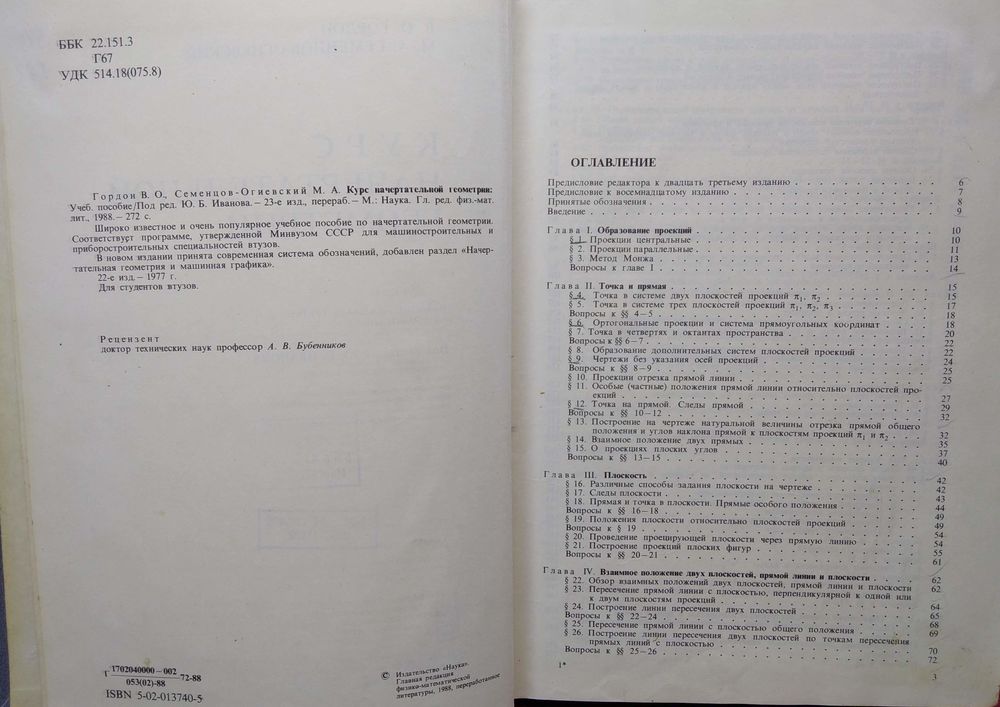 ББК 22.151.3
Г67
УДК 514.18(075.8)
Гордон В. О., Семенцов-Огиевский М. А. Курс начертательной геометрии:
Учеб. пособие/Под ред. Ю. Б. Иванова.– 23-е изд., перераб.– М.: Наука. Гл. ред. физ.-мат.
лит., 1988.– 272 с.
Широко известное и очень популярное учебное пособие по начертательной геометрии.
Соответствует программе, утвержденной Минвузом СССР для машиностроительных и
приборостроительных специальностей втузов.
В новом издании принята современная система обозначений, добавлен раздел «Начер-
тательная геометрия и машинная графика».
22-е изд.– 1977 г.
Для студентов втузов.
Рецензент
доктор технических наук профессор А. В. Бубенников
Г 1702040000–002 72-88
053(02)-88
ISBN 5-02-013740-5
© Издательство «Наука».
Главная редакция
физико-математической
литературы, 1988, переработанное
ОГЛАВЛЕНИЕ
Предисловие редактора к двадцать третьему изданию 6
Предисловие к восемнадцатому изданию 7
Принятые обозначения 8
Введение 9
Глава I. Образование проекций 10
§ 1. Проекции центральные 10
§ 2. Проекции параллельные 11
§ 3. Метод Монжа 13
Вопросы к главе I 14
Глава II. Точка и прямая 15
§ 4. Точка в системе двух плоскостей проекций π₁, π₂ 15
§ 5. Точка в системе трех плоскостей проекций π₁, π₂, π₃ 17
Вопросы к §§ 4–5 18
§ 6. Ортогональные проекции и система прямоугольных координат 18
§ 7. Точка в четвертях и октантах пространства 20
Вопросы к §§ 6–7 22
§ 8. Образование дополнительных систем плоскостей проекций 22
§ 9. Чертежи без указания осей проекций 24
Вопросы к §§ 8–9 25
§ 10. Проекции отрезка прямой линии 25
§ 11. Особые (частные) положения прямой линии относительно плоскостей про-
екций 27
§ 12. Точка на прямой. Следы прямой 29
Вопросы к §§ 10–12 32
§ 13. Построение на чертеже натуральной величины отрезка прямой общего
положения и углов наклона прямой к плоскостям проекций π₁ и π₂ 32
§ 14. Взаимное положение двух прямых 35
§ 15. О проекциях плоских углов 37
Вопросы к §§ 13–15 40
Глава III. Плоскость 42
§ 16. Различные способы задания плоскости на чертеже 42
§ 17. Следы плоскости 43
§ 18. Прямая и точка в плоскости. Прямые особого положения 44
Вопросы к §§ 16–18 49
§ 19. Положения плоскости относительно плоскостей проекций 49
Вопросы к § 19 54
§ 20. Проведение проецирующей плоскости через прямую линию 54
§ 21. Построение проекций плоских фигур 55
Вопросы к §§ 20–21 61
Глава IV. Взаимное положение двух плоскостей, прямой линии и плоскости 62
§ 22. Обзор взаимных положений двух плоскостей, прямой линии и плоскости 62
§ 23. Пересечение прямой линии с плоскостью, перпендикулярной к одной или
к двум плоскостям проекций 64
§ 24. Построение линии пересечения двух плоскостей 65
Вопросы к §§ 22–24 68
§ 25. Пересечение прямой линии с плоскостью общего положения 69
§ 26. Построение линии пересечения двух плоскостей по точкам пересечения
прямых линий с плоскостью 70
Вопросы к §§ 25–26 72
1*
3